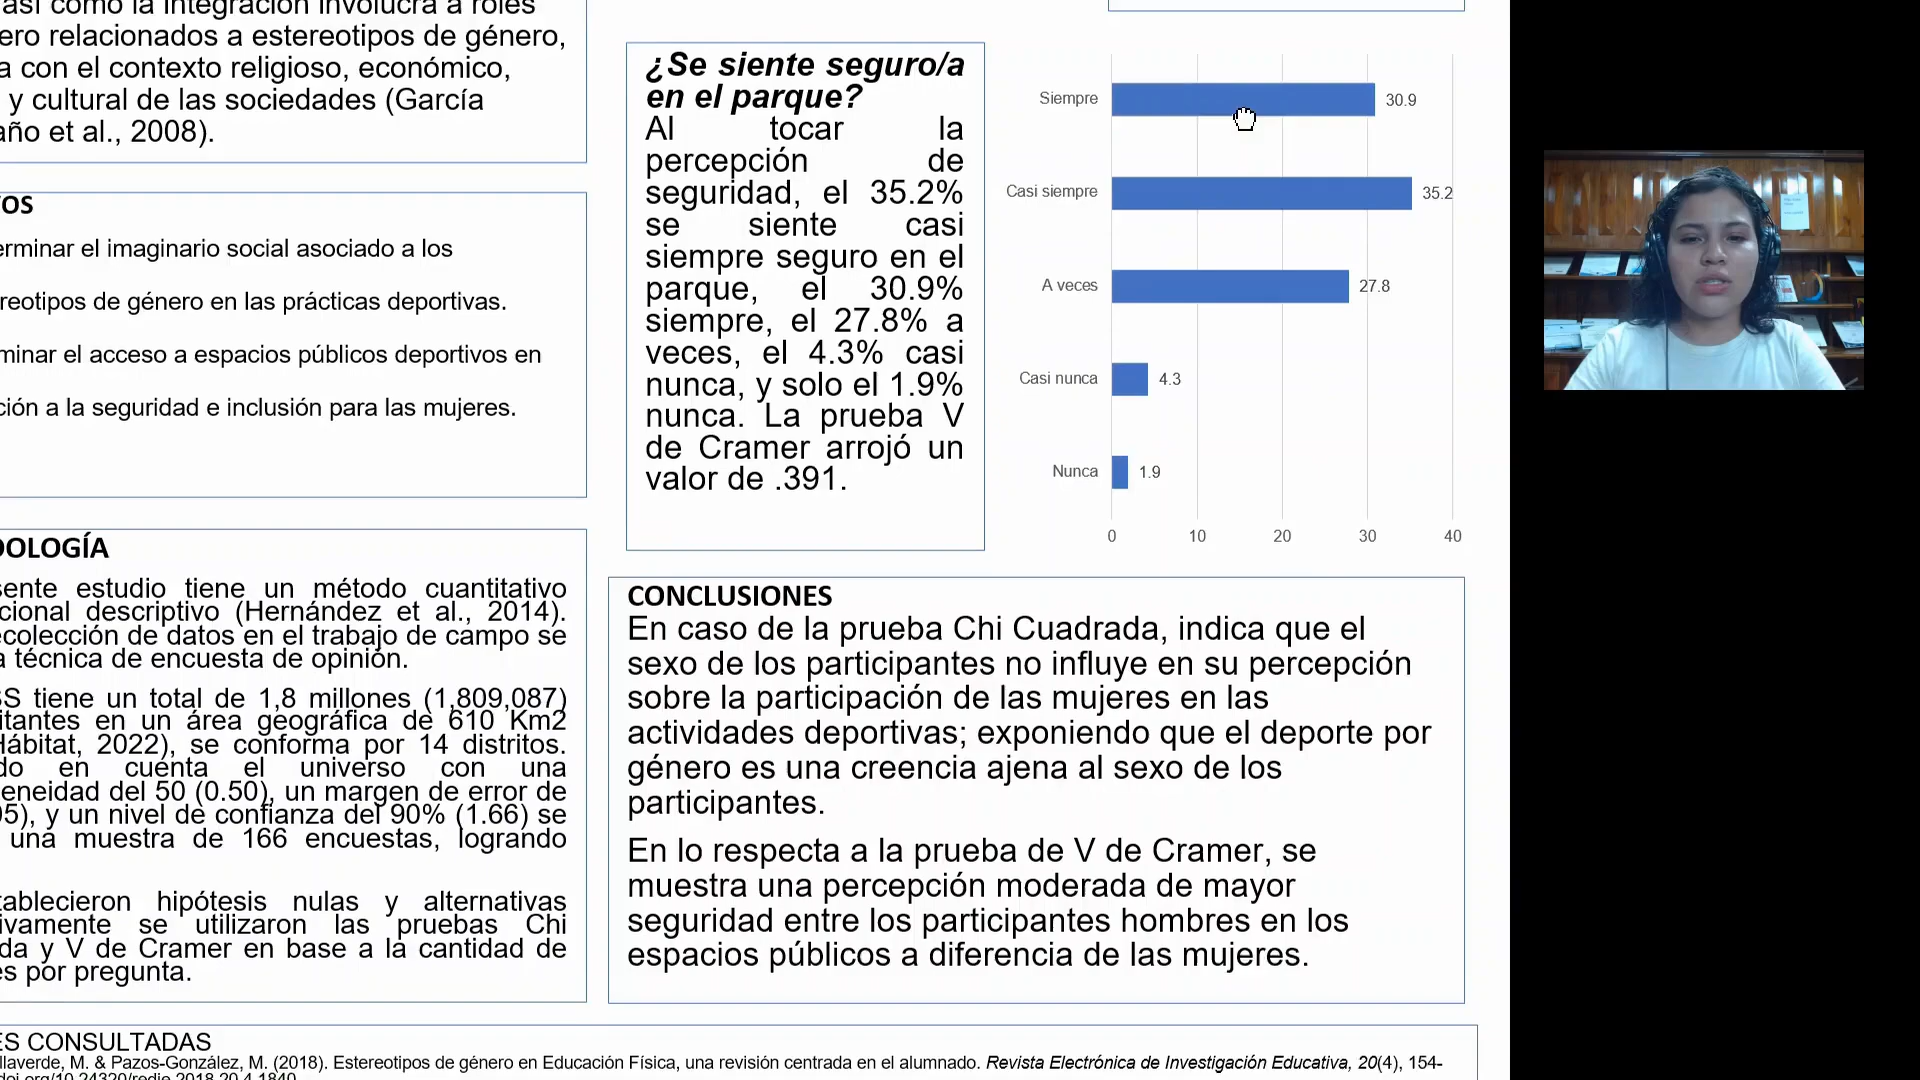 así como la integración involucra a roles
ero relacionados a estereotipos de género,
a con el contexto religioso, económico,
y cultural de las sociedades (García
año et al., 2008).
OS
erminar el imaginario social asociado a los
reotipos de género en las prácticas deportivas.
minar el acceso a espacios públicos deportivos en
ción a la seguridad e inclusión para las mujeres.
OLOGÍA
sente estudio tiene un método cuantitativo
cional descriptivo (Hernández et al., 2014).
ecolección de datos en el trabajo de campo se
a técnica de encuesta de opinión.
SS tiene un total de 1,8 millones (1,809,087)
itantes en un área geográfica de 610 Km2
Hábitat, 2022), se conforma por 14 distritos.
do en cuenta el universo con una
eneidad del 50 (0.50), un margen de error de
05), y un nivel de confianza del 90% (1.66) se
una muestra de 166 encuestas, logrando
tablecieron hipótesis nulas y alternativas
ivamente se utilizaron las pruebas Chi
da y V de Cramer en base a la cantidad de
es por pregunta.
¿Se siente seguro/a
en el parque?
Al tocar la
percepción de
seguridad, el 35.2%
se siente casi
siempre seguro en el
parque, el 30.9%
siempre, el 27.8% a
veces, el 4.3% casi
nunca, y solo el 1.9%
nunca. La prueba V
de Cramer arrojó un
valor de .391.
Siempre 30.9
Casi siempre 35.2
A veces 27.8
Casi nunca 4.3
Nunca 1.9
0 10 20 30 40
CONCLUSIONES
En caso de la prueba Chi Cuadrada, indica que el
sexo de los participantes no influye en su percepción
sobre la participación de las mujeres en las
actividades deportivas; exponiendo que el deporte por
género es una creencia ajena al sexo de los
participantes.
En lo respecta a la prueba de V de Cramer, se
muestra una percepción moderada de mayor
seguridad entre los participantes hombres en los
espacios públicos a diferencia de las mujeres.
ES CONSULTADAS
llaverde, M. & Pazos-González, M. (2018). Estereotipos de género en Educación Física, una revisión centrada en el alumnado. Revista Electrónica de Investigación Educativa, 20(4), 154-
doi.org/10.24320/redie.2018.20.4.1840